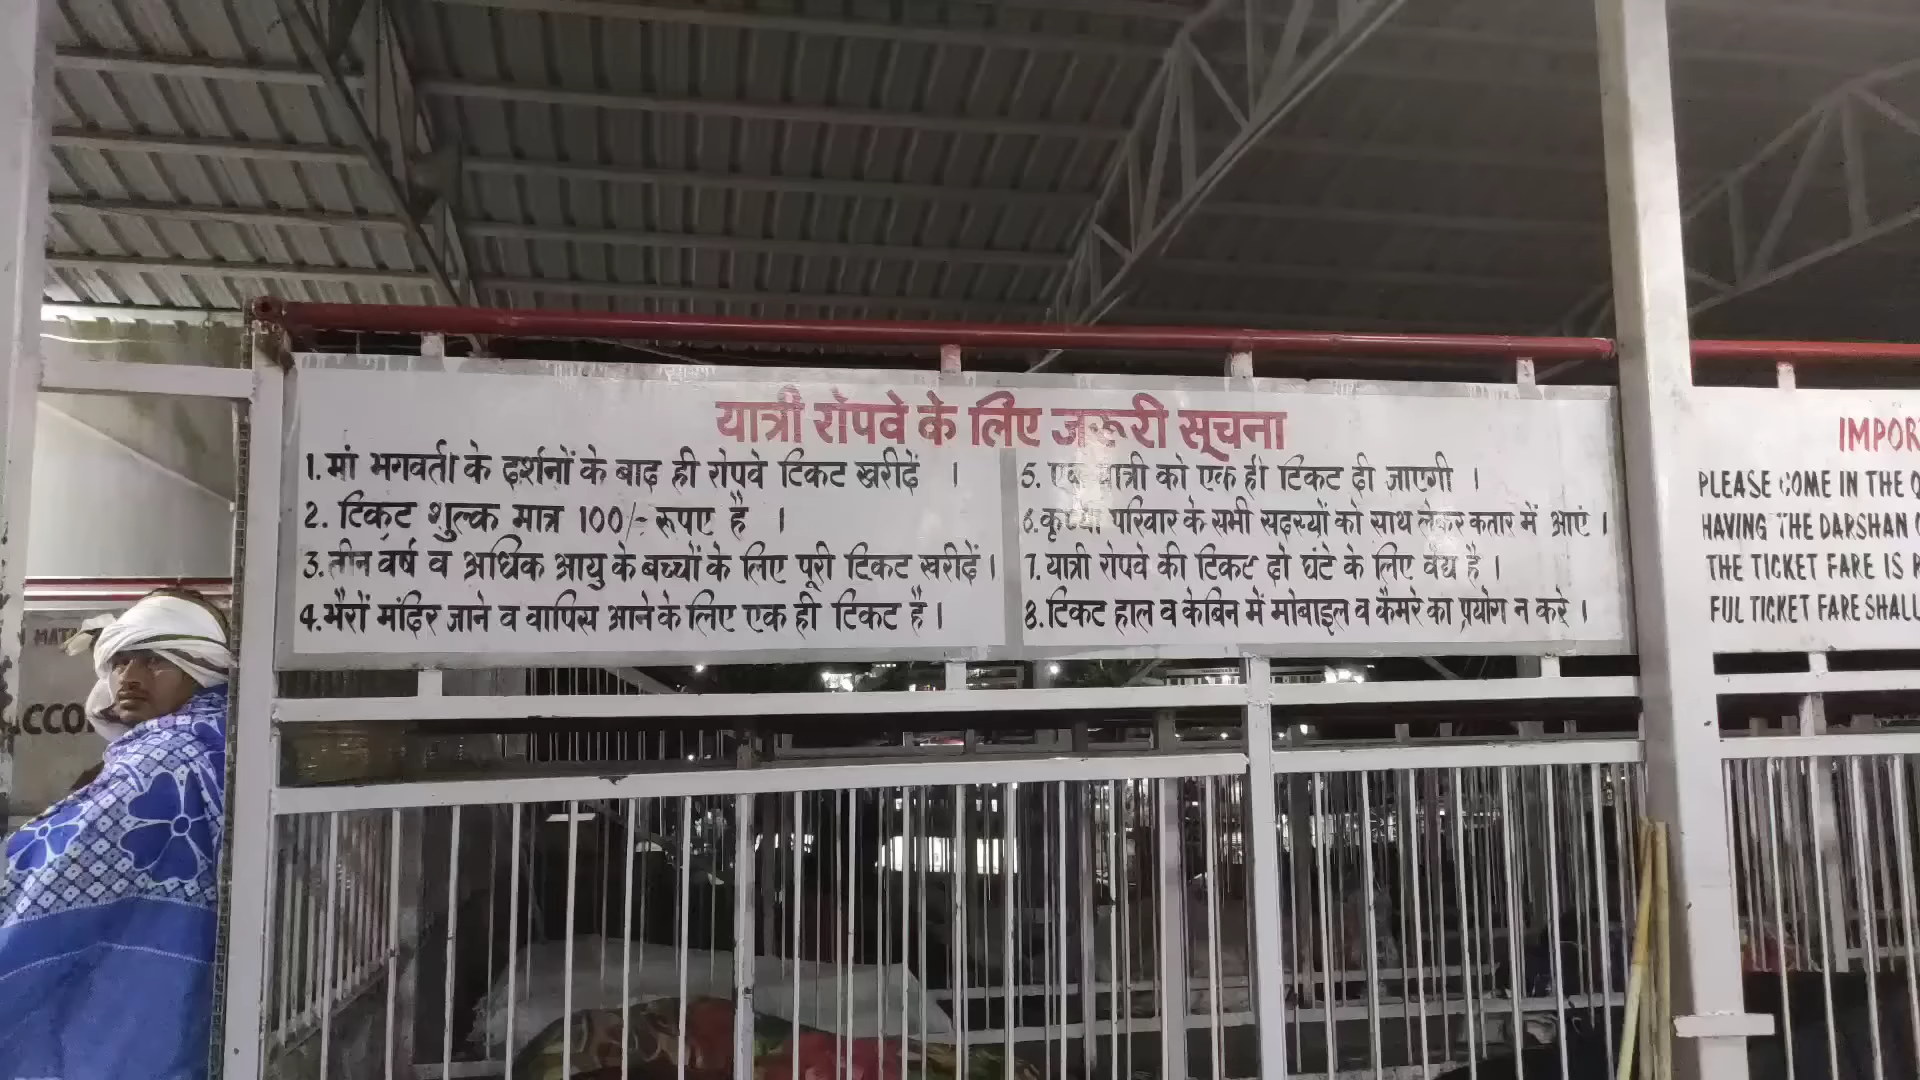 यात्री रोपवे के लिए जरूरी सूचना
1. मां भगवती के दर्शनों के बाद ही रोपवे टिकट खरीदें ।
2. टिकट शुल्क मात्र 100/- रूपए है ।
3. तीन वर्ष व अधिक आयु के बच्चों के लिए पूरी टिकट खरीदें ।
4. भैरों मंदिर जाने व वापिस आने के लिए एक ही टिकट है ।
5. एक यात्री को एक ही टिकट दी जाएगी ।
6. कृप्या परिवार के सभी सदस्यों को साथ लेकर कतार में आएं ।
7. यात्री रोपवे की टिकट दो घंटे के लिए वैध है ।
8. टिकट हाल व केबिन में मोबाइल व कैमरे का प्रयोग न करे ।
PLEASE COME IN THE
HAVING THE DARSHAN
THE TICKET FARE IS
FUL TICKET FARE SHALL